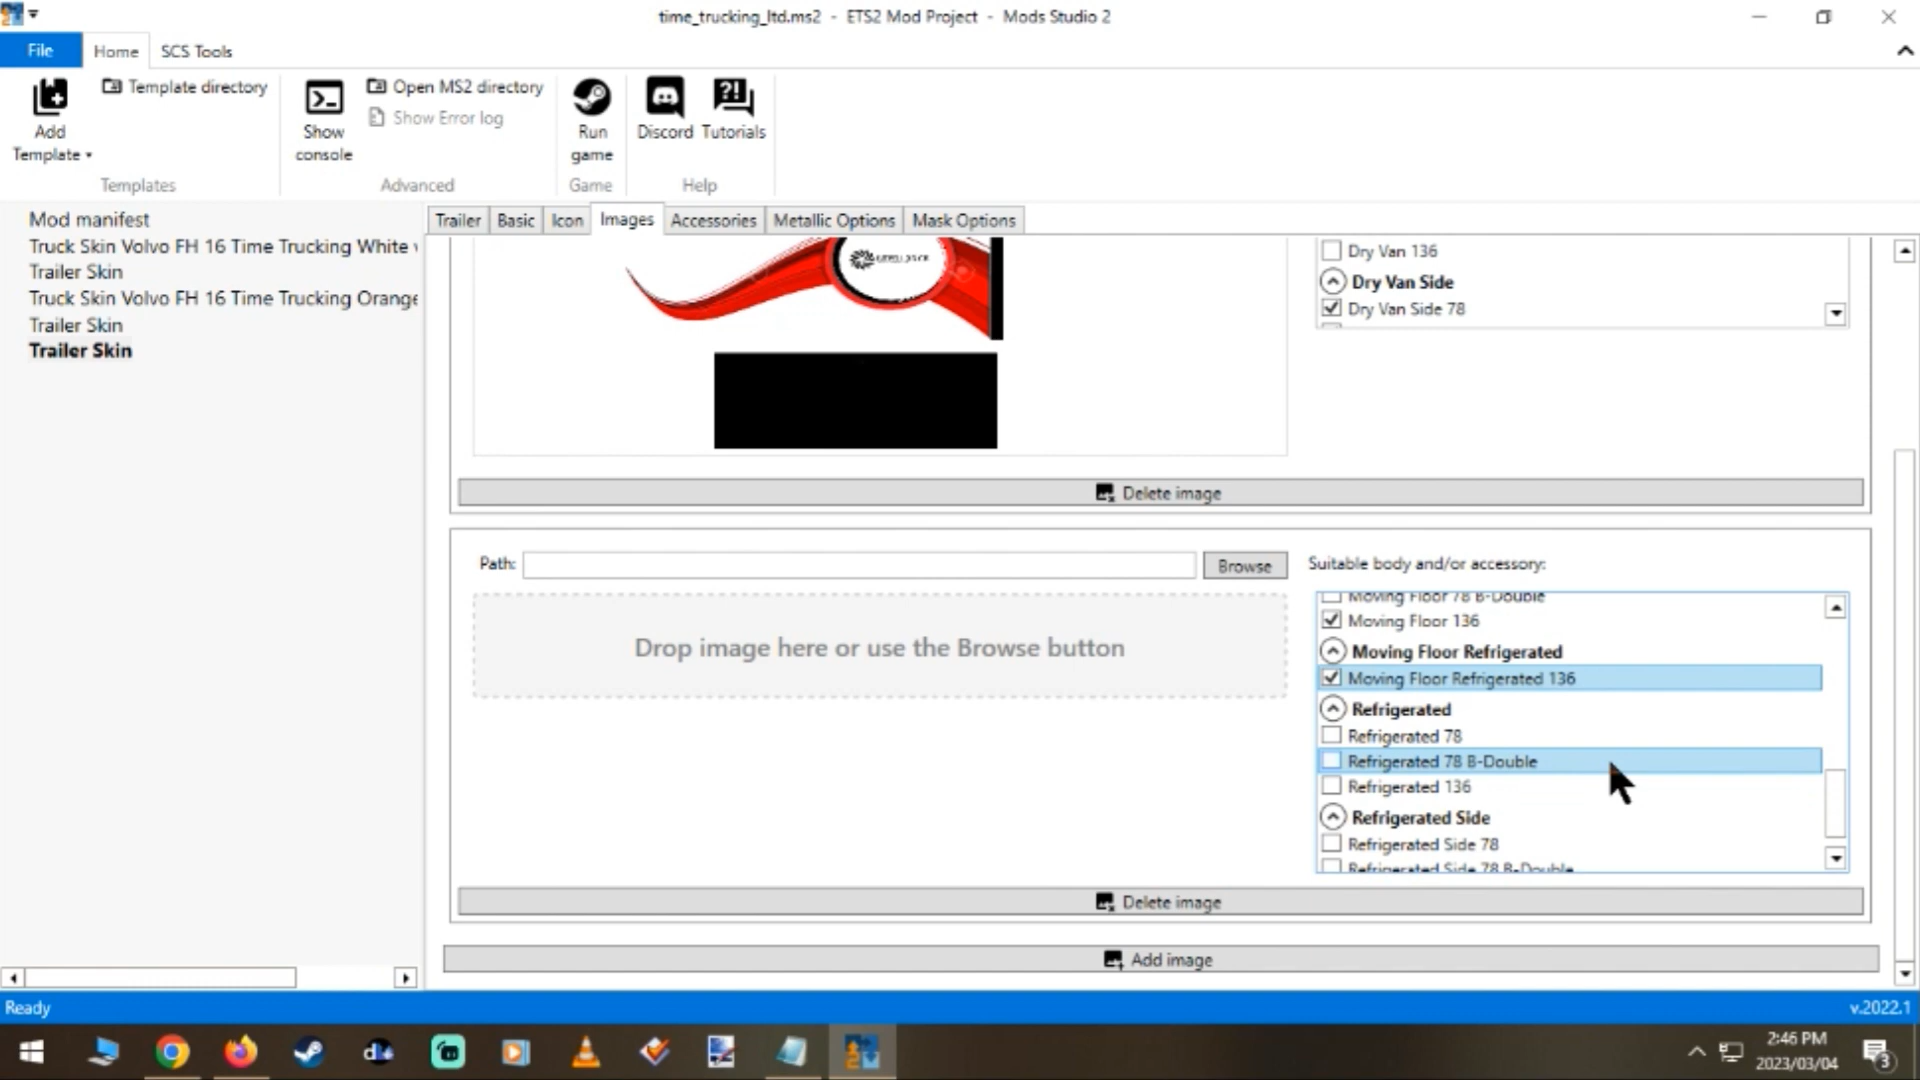 time_trucking_ltd.ms2 - ETS2 Mod Project - Mods Studio 2
File
Home
SCS Tools
Add Template
Template directory
Show console
Open MS2 directory
Show Error log
Run game
Discord
Tutorials
Templates
Advanced
Game
Help
Mod manifest
Truck Skin Volvo FH 16 Time Trucking White
Trailer Skin
Truck Skin Volvo FH 16 Time Trucking Orange
Trailer Skin
Trailer Skin
Trailer
Basic
Icon
Images
Accessories
Metallic Options
Mask Options
Dry Van 136
Dry Van Side
Dry Van Side 78
Delete image
Path:
Browse
Suitable body and/or accessory:
Drop image here or use the Browse button
Moving Floor 78 B-Double
Moving Floor 136
Moving Floor Refrigerated
Moving Floor Refrigerated 136
Refrigerated
Refrigerated 78
Refrigerated 78 B-Double
Refrigerated 136
Refrigerated Side
Refrigerated Side 78
Refrigerated Side 78 B-Double
Delete image
Add image
Ready
v.2022.1
2:46 PM
2023/03/04
3